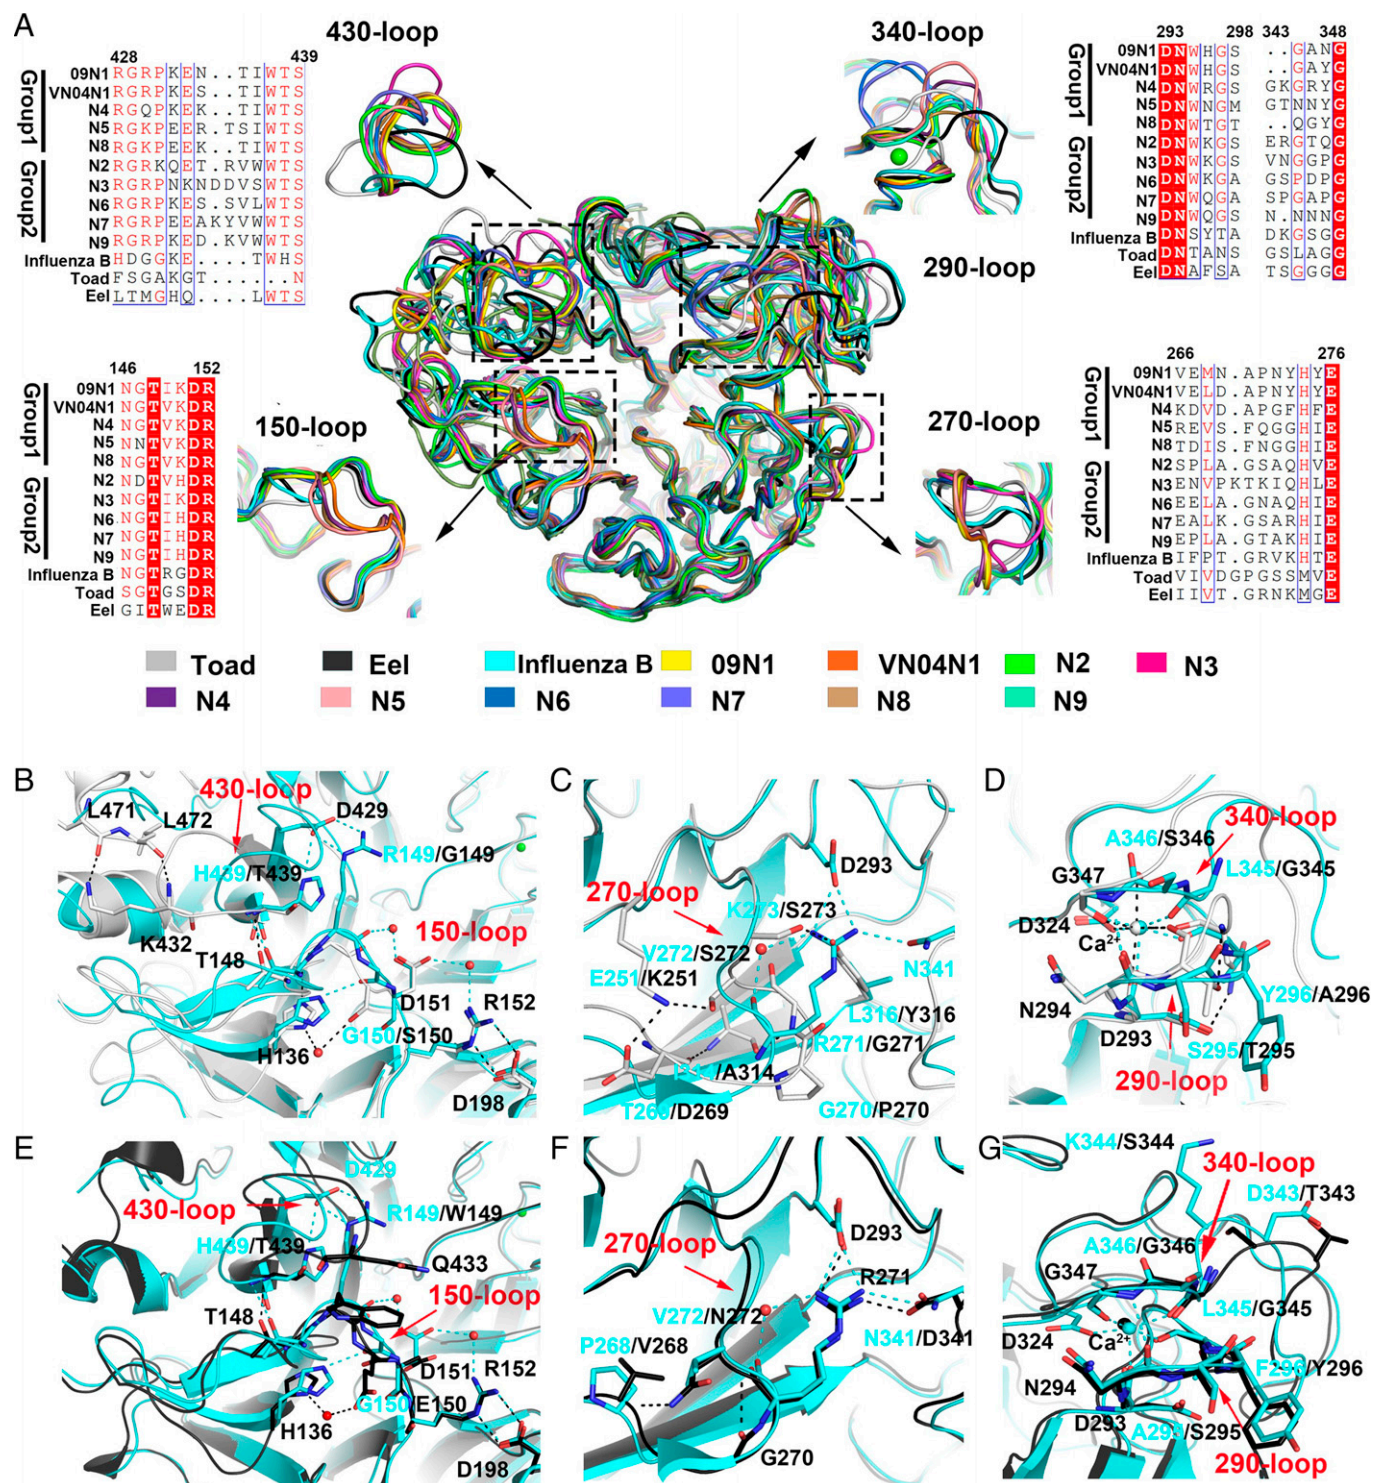 A
430-loop
340-loop
290-loop
150-loop
270-loop
428 439
Group1
Group2
09N1 RGRPKEN..TIWTS
VN04N1 RGRPKES..TIWTS
N4 RGQPKES..TIWTS
N5 RGKPEER.TSIWTS
N8 RGKPEEK..TIWTS
N2 RGRKQET.RVWWTS
N3 RGRPNKNDDVSWTS
N6 RGRPKES.SVLWTS
N7 RGRPEEAKYVWWTS
N9 RGRPKED.KVWWTS
Influenza B HDGGKE....TWHS
Toad FSGAKGT......N
Eel LTMGHQ....LWTS
293 298 343 348
Group1
Group2
09N1 DNWHGS ..GANG
VN04N1 DNWHGS ..GAYG
N4 DNWRGS GKGRYG
N5 DNWNGM GTNNYG
N8 DNWTGT ..QGYG
N2 DNWKGS ERGTQG
N3 DNWKGS VNGGPG
N6 DNWKGA GSPDPG
N7 DNWQGA SPGAPG
N9 DNWQGS N.NNNG
Influenza B DNSYTA DKGSGG
Toad DNTANS GSLAGG
Eel DNAFSA TSGGGG
146 152
Group1
Group2
09N1 NGTIKDR
VN04N1 NGTVKDR
N4 NGTVKDR
N5 NNTVKDR
N8 NGTVKDR
N2 NDTVHDR
N3 NGTIKDR
N6 NGTIHDR
N7 NGTIHDR
N9 NGTIHDR
Influenza B NGTRGDR
Toad SGTGSDR
Eel GITWEDR
266 276
Group1
Group2
09N1 VEMN.APNYHYE
VN04N1 VELD.APNYHYE
N4 KDVD.APGFHFE
N5 REVS.FQGGHIE
N8 TDIS.FNGGHIE
N2 SPLA.GSAQHVE
N3 ENVPKTKIQHLE
N6 EELA.GNAQHIE
N7 EALK.GSARHIE
N9 EPLA.GTAKHIE
Influenza B IFPT.GRVKHTE
Toad VIVDGPGSSMVE
Eel IIVT.GRNKMGE
Toad Eel Influenza B 09N1 VN04N1 N2 N3
N4 N5 N6 N7 N8 N9
B
430-loop
L471
L472
D429
R149/G149
H439/T439
150-loop
K432
T148
D151
R152
G150/S150
H136
D198
C
D293
270-loop
K273/S273
V272/S272
N341
E251/K251
L316/Y316
R271/G271
/A314
/D269
G270/P270
D
A346/S346
340-loop
G347
L345/G345
D324
Ca2+
Y296/A296
N294
D293
S295/T295
290-loop
E
D429
430-loop
R149/W149
H439/T439
Q433
150-loop
T148
D151
R152
G150/E150
H136
D198
F
D293
270-loop
R271
V272/N272
P268/V268
N341/D341
G270
G
K344/S344
340-loop
D343/T343
A346/G346
G347
L345/G345
D324
Ca2+
/Y296
N294
D293
/S295
290-loop